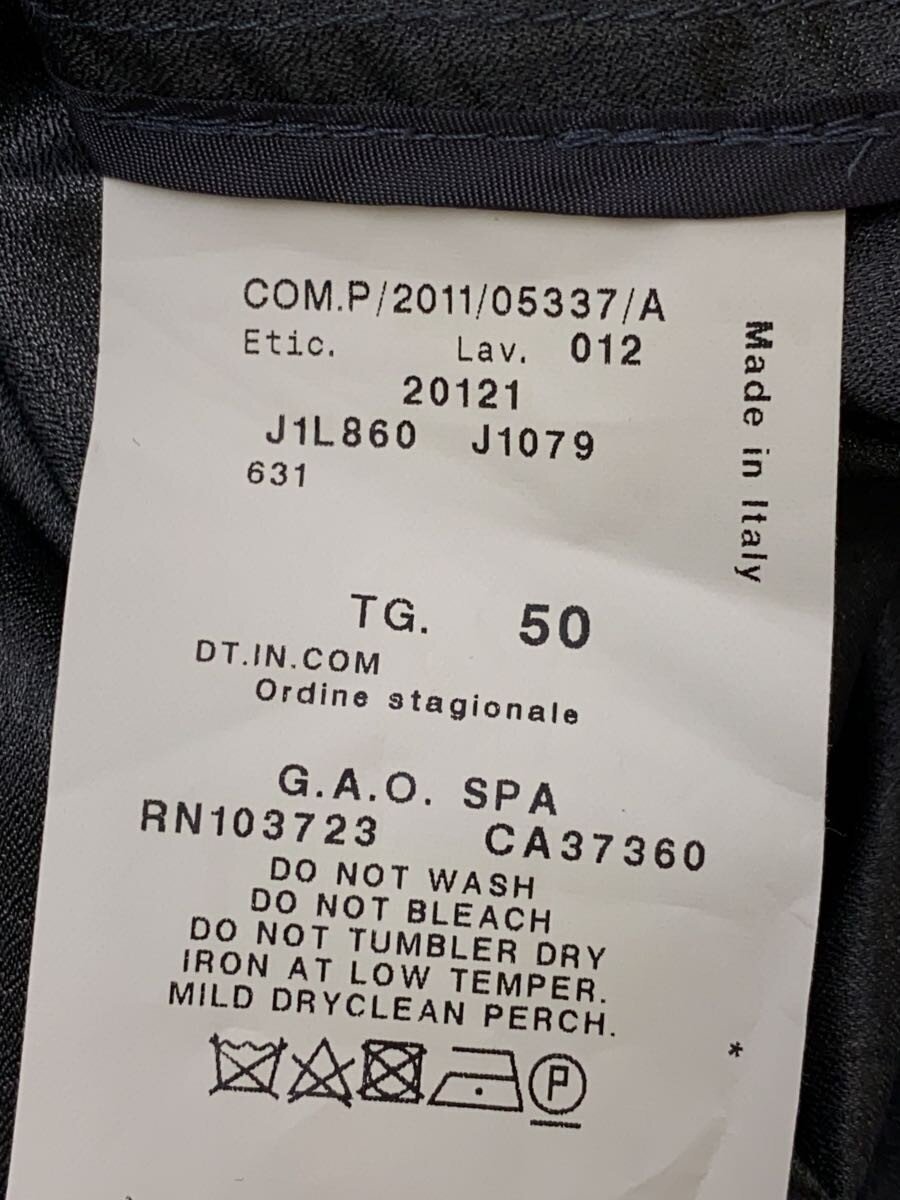 COM.P/2011/05337/A
Etic. Lav. 012
20121
J1L860 J1079
631
Made in Italy
TG. 50
DT.IN.COM
Ordine stagionale
G.A.O. SPA
RN103723 CA37360
DO NOT WASH
DO NOT BLEACH
DO NOT TUMBLER DRY
IRON AT LOW TEMPER.
MILD DRYCLEAN PERCH.
*
P